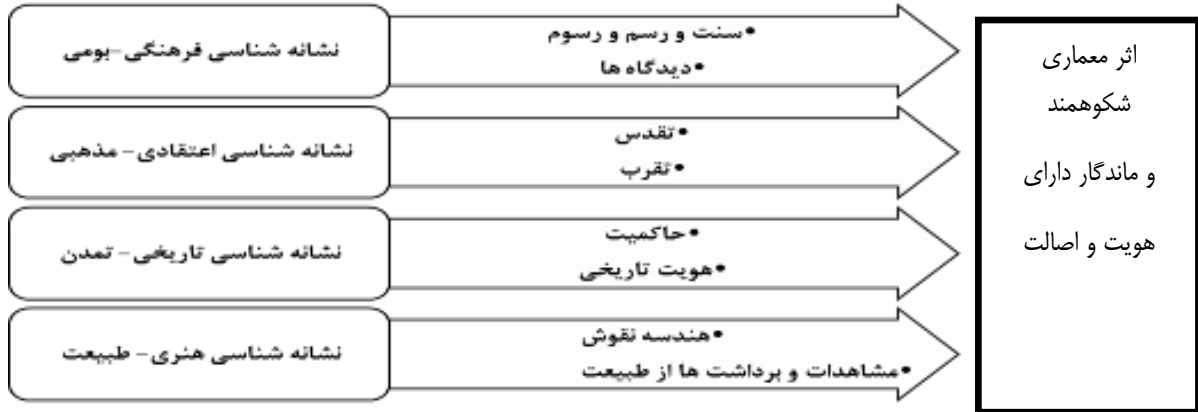 نشانه شناسی فرهنگی-بومی
•سنت و رسم و رسوم
•دیدگاه ها
نشانه شناسی اعتقادی- مذهبی
•تقدس
•تقرب
نشانه شناسی تاریخی- تمدن
•حاکمیت
•هویت تاریخی
نشانه شناسی هنری- طبیعت
•هندسه نقوش
•مشاهدات و برداشت ها از طبیعت
اثر معماری
شکوهمند
و ماندگار دارای
هویت و اصالت